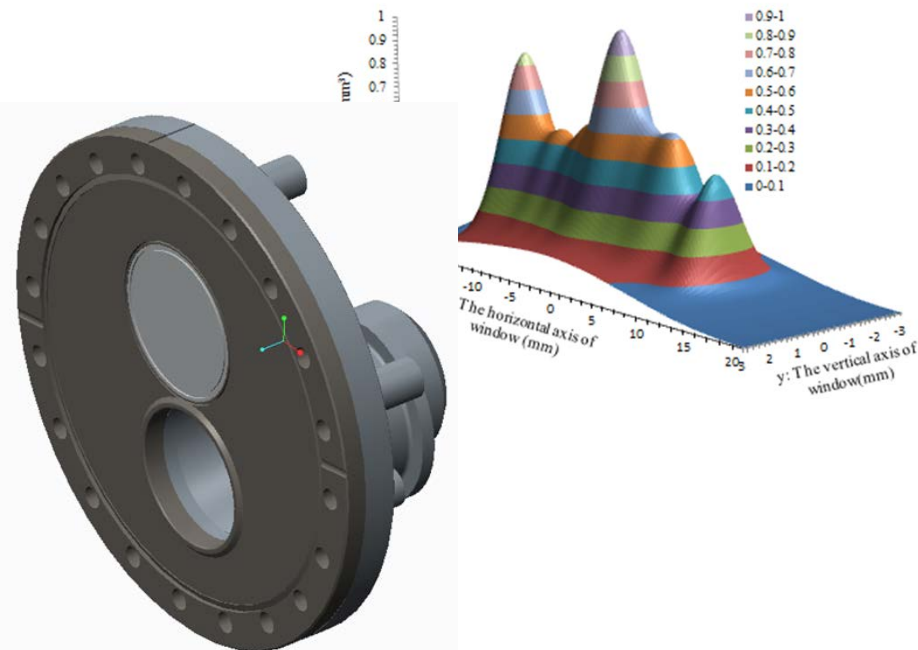 1
0.9
0.8
0.7
mm³)
0.9-1
0.8-0.9
0.7-0.8
0.6-0.7
0.5-0.6
0.4-0.5
0.3-0.4
0.2-0.3
0.1-0.2
0-0.1
-10 -5 0 5 10 15 20
The horizontal axis of
window (mm)
3 2 1 0 -1 -2 -3
y: The vertical axis of
window(mm)